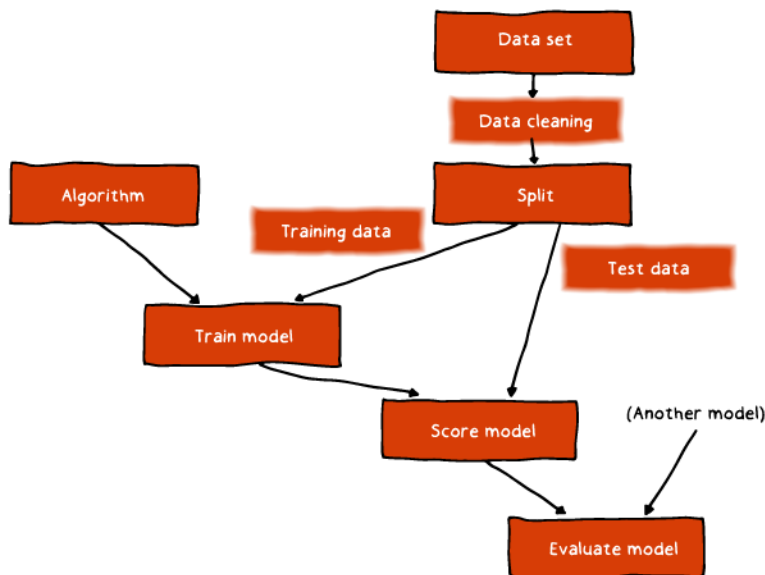 Data set
Data cleaning
Algorithm
Split
Training data
Test data
Train model
(Another model)
Score model
Evaluate model